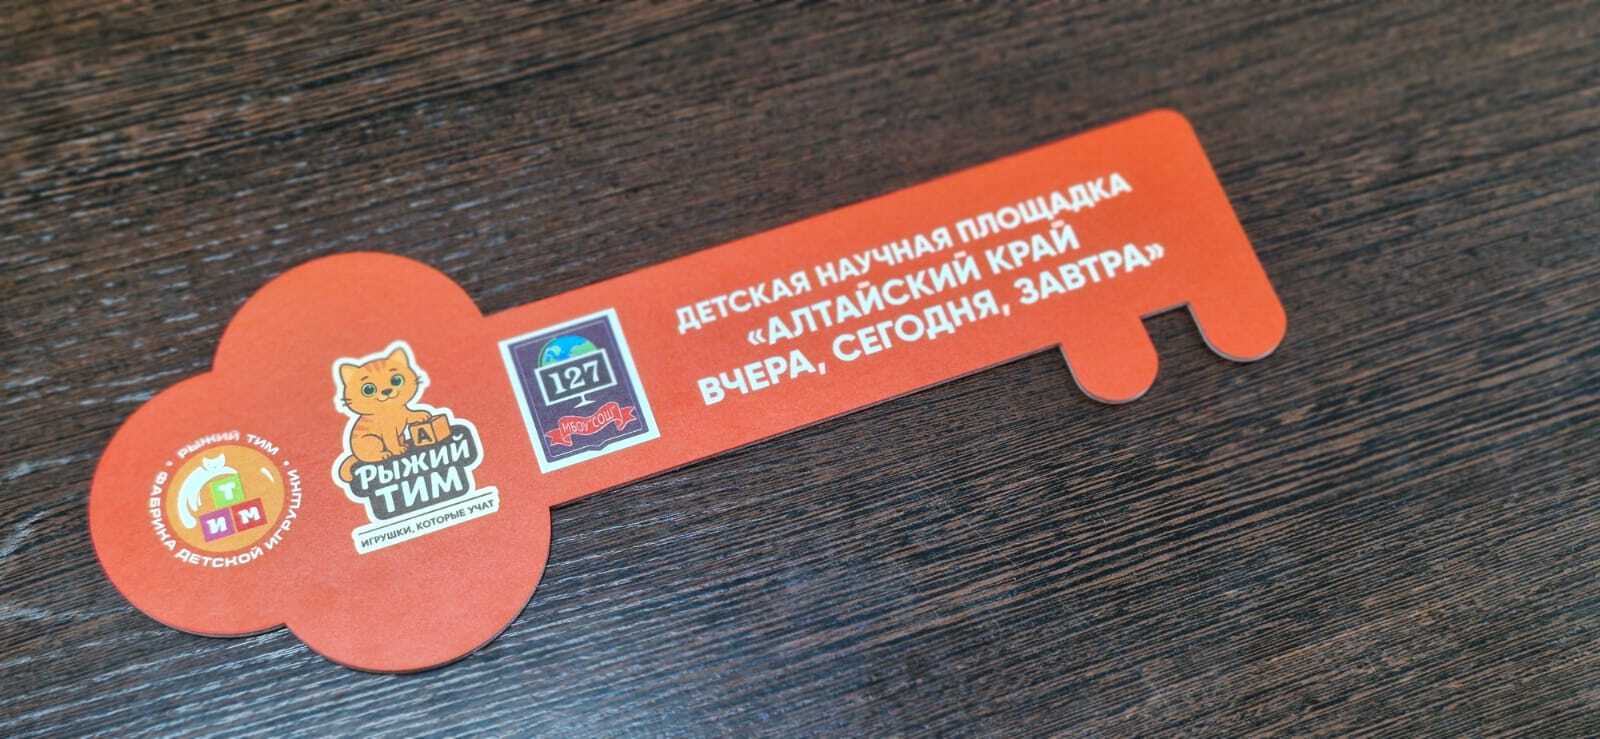 • РЫЖИЙ ТИМ •
ФАБРИКА ДЕТСКОЙ ИГРУШКИ
Т
ИМ
А
РЫЖИЙ
ТИМ
ИГРУШКИ, КОТОРЫЕ УЧАТ
127
МБОУ "СОШ"
ДЕТСКАЯ НАУЧНАЯ ПЛОЩАДКА
«АЛТАЙСКИЙ КРАЙ
ВЧЕРА, СЕГОДНЯ, ЗАВТРА»